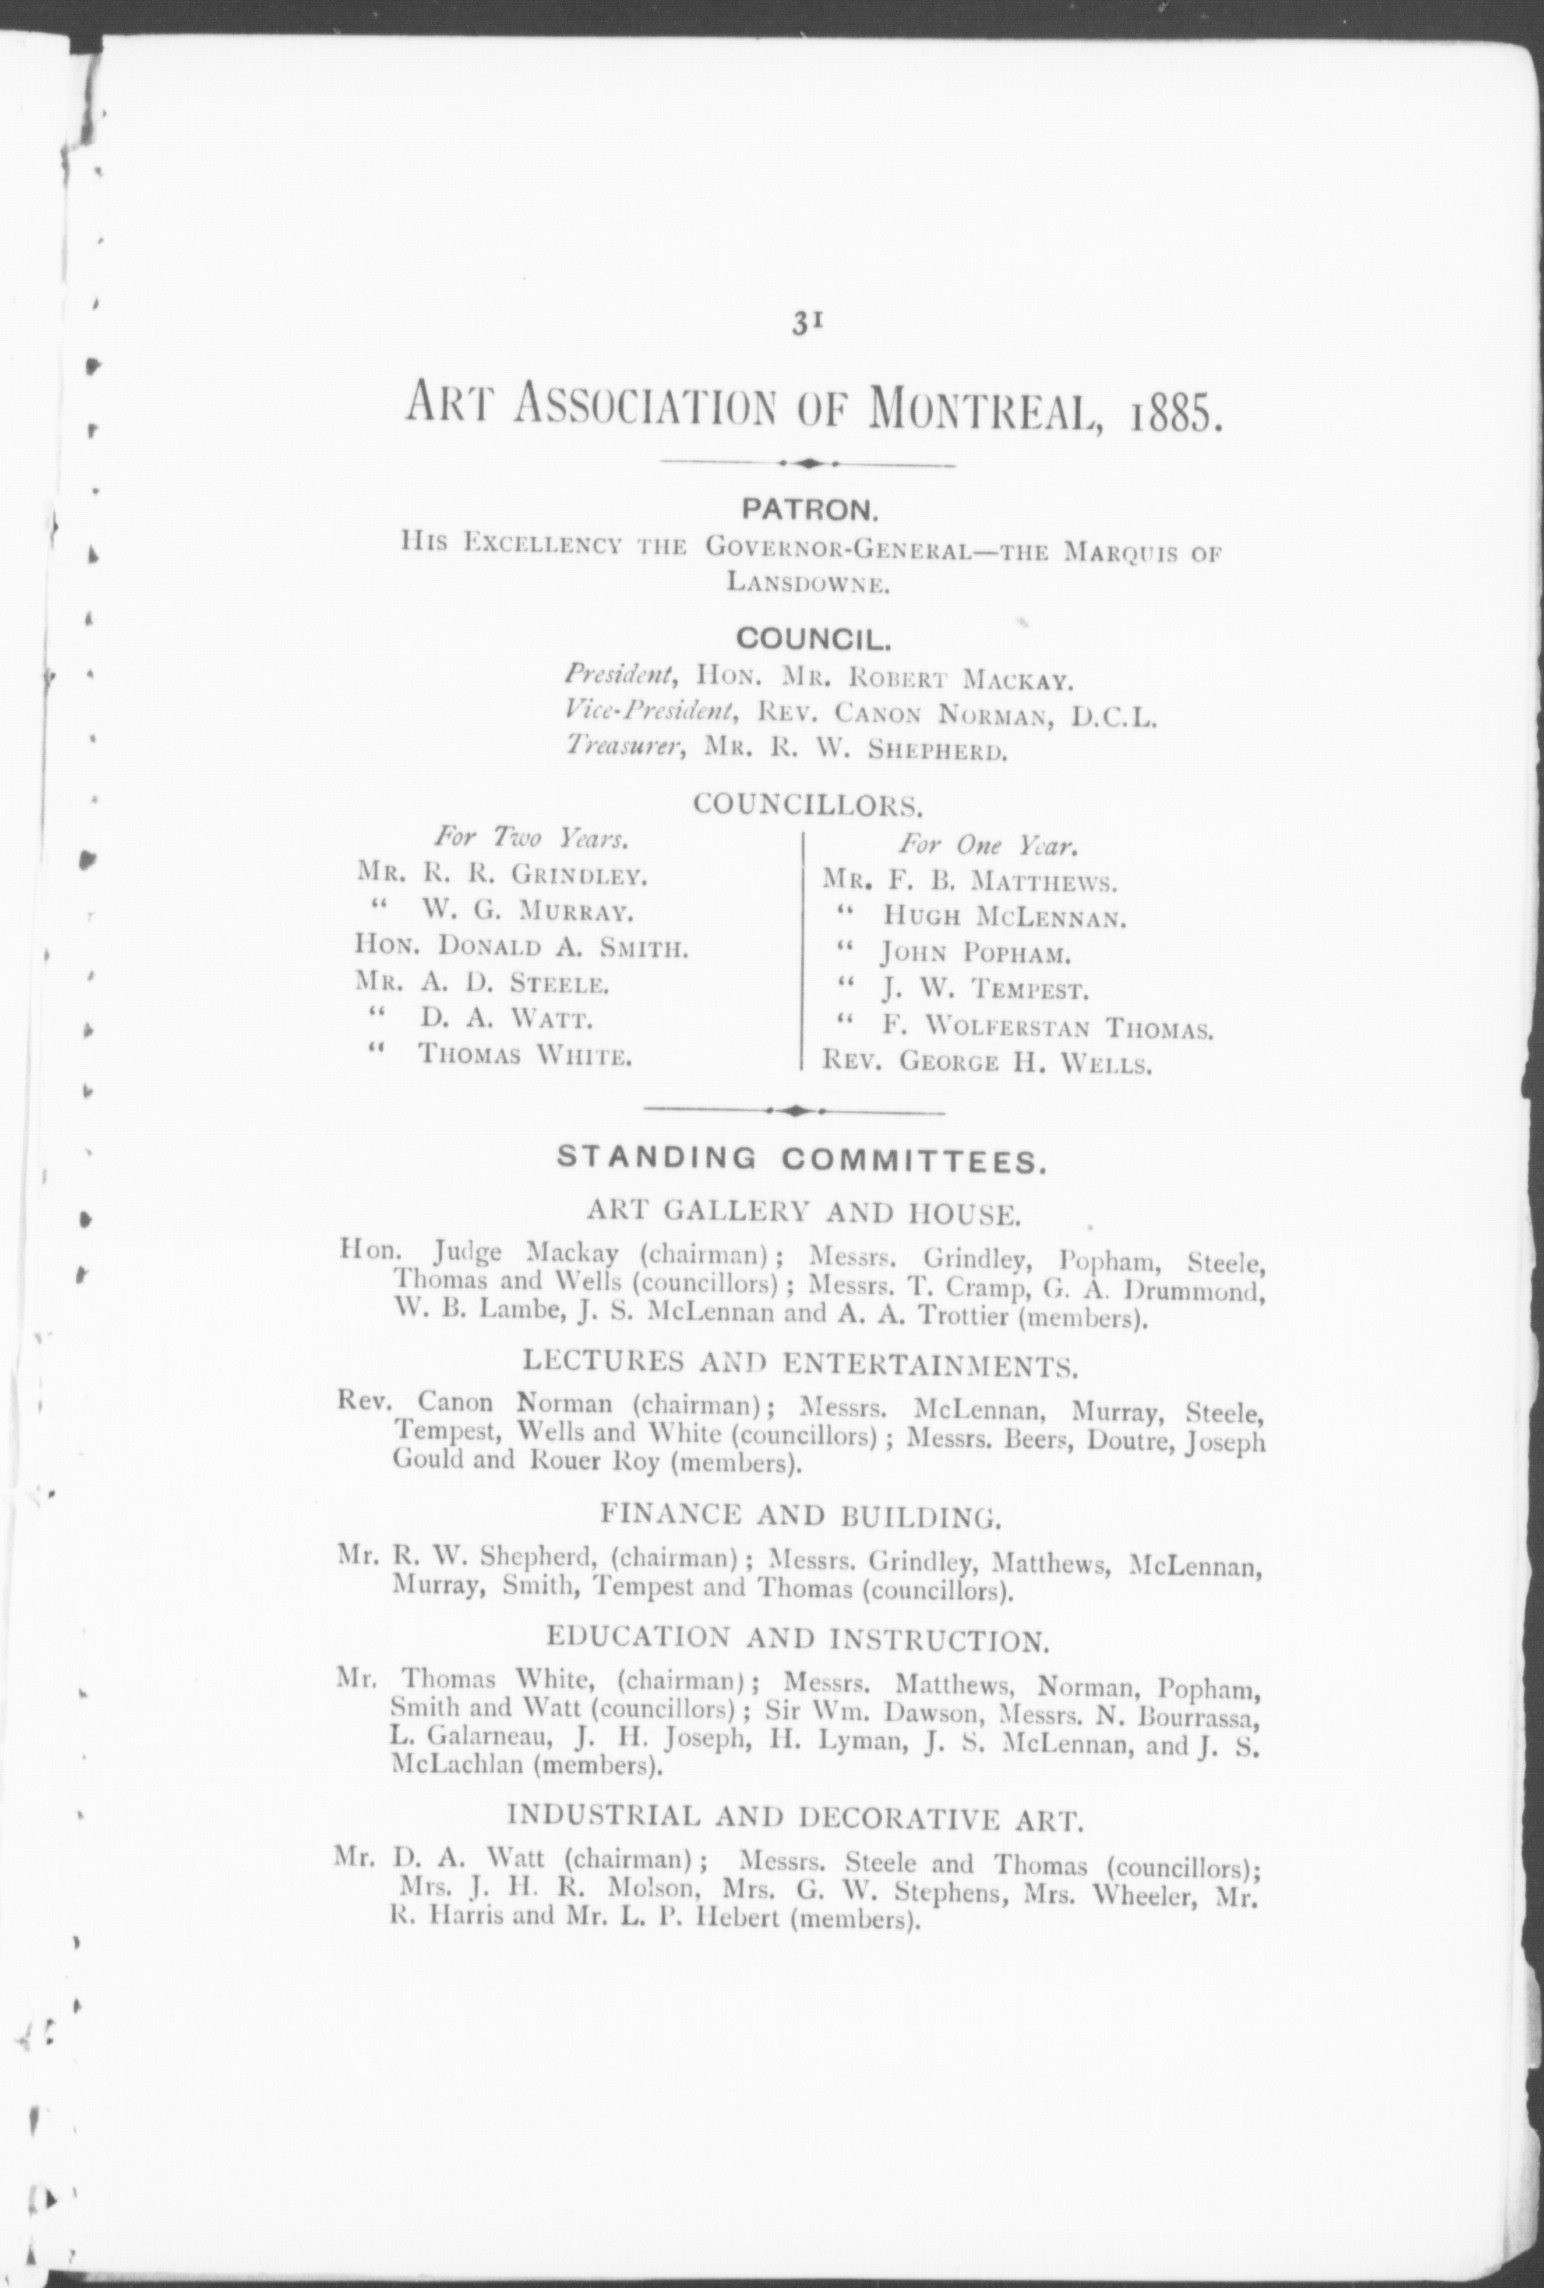 31
ART ASSOCIATION OF MONTREAL, 1885.
PATRON.
HIS EXCELLENCY THE GOVERNOR-GENERAL—THE MARQUIS OF
LANSDOWNE.
COUNCIL.
President, HON. MR. ROBERT MACKAY.
Vice-President, REV. CANON NORMAN, D.C.L.
Treasurer, MR. R. W. SHEPHERD.
COUNCILLORS.
For Two Years.
MR. R. R. GRINDLEY.
“ W. G. MURRAY.
HON. DONALD A. SMITH.
MR. A. D. STEELE.
“ D. A. WATT.
“ THOMAS WHITE.
For One Year.
MR. F. B. MATTHEWS.
“ HUGH MCLENNAN.
“ JOHN POPHAM.
“ J. W. TEMPEST.
“ F. WOLFERSTAN THOMAS.
REV. GEORGE H. WELLS.
STANDING COMMITTEES.
ART GALLERY AND HOUSE.
Hon. Judge Mackay (chairman); Messrs. Grindley, Popham, Steele,
Thomas and Wells (councillors); Messrs. T. Cramp, G. A. Drummond,
W. B. Lambe, J. S. McLennan and A. A. Trottier (members).
LECTURES AND ENTERTAINMENTS.
Rev. Canon Norman (chairman); Messrs. McLennan, Murray, Steele,
Tempest, Wells and White (councillors); Messrs. Beers, Doutre, Joseph
Gould and Rouer Roy (members).
FINANCE AND BUILDING.
Mr. R. W. Shepherd, (chairman); Messrs. Grindley, Matthews, McLennan,
Murray, Smith, Tempest and Thomas (councillors).
EDUCATION AND INSTRUCTION.
Mr. Thomas White, (chairman); Messrs. Matthews, Norman, Popham,
Smith and Watt (councillors); Sir Wm. Dawson, Messrs. N. Bourrassa,
L. Galarneau, J. H. Joseph, H. Lyman, J. S. McLennan, and J. S.
McLachlan (members).
INDUSTRIAL AND DECORATIVE ART.
Mr. D. A. Watt (chairman); Messrs. Steele and Thomas (councillors);
Mrs. J. H. R. Molson, Mrs. G. W. Stephens, Mrs. Wheeler, Mr.
R. Harris and Mr. L. P. Hebert (members).